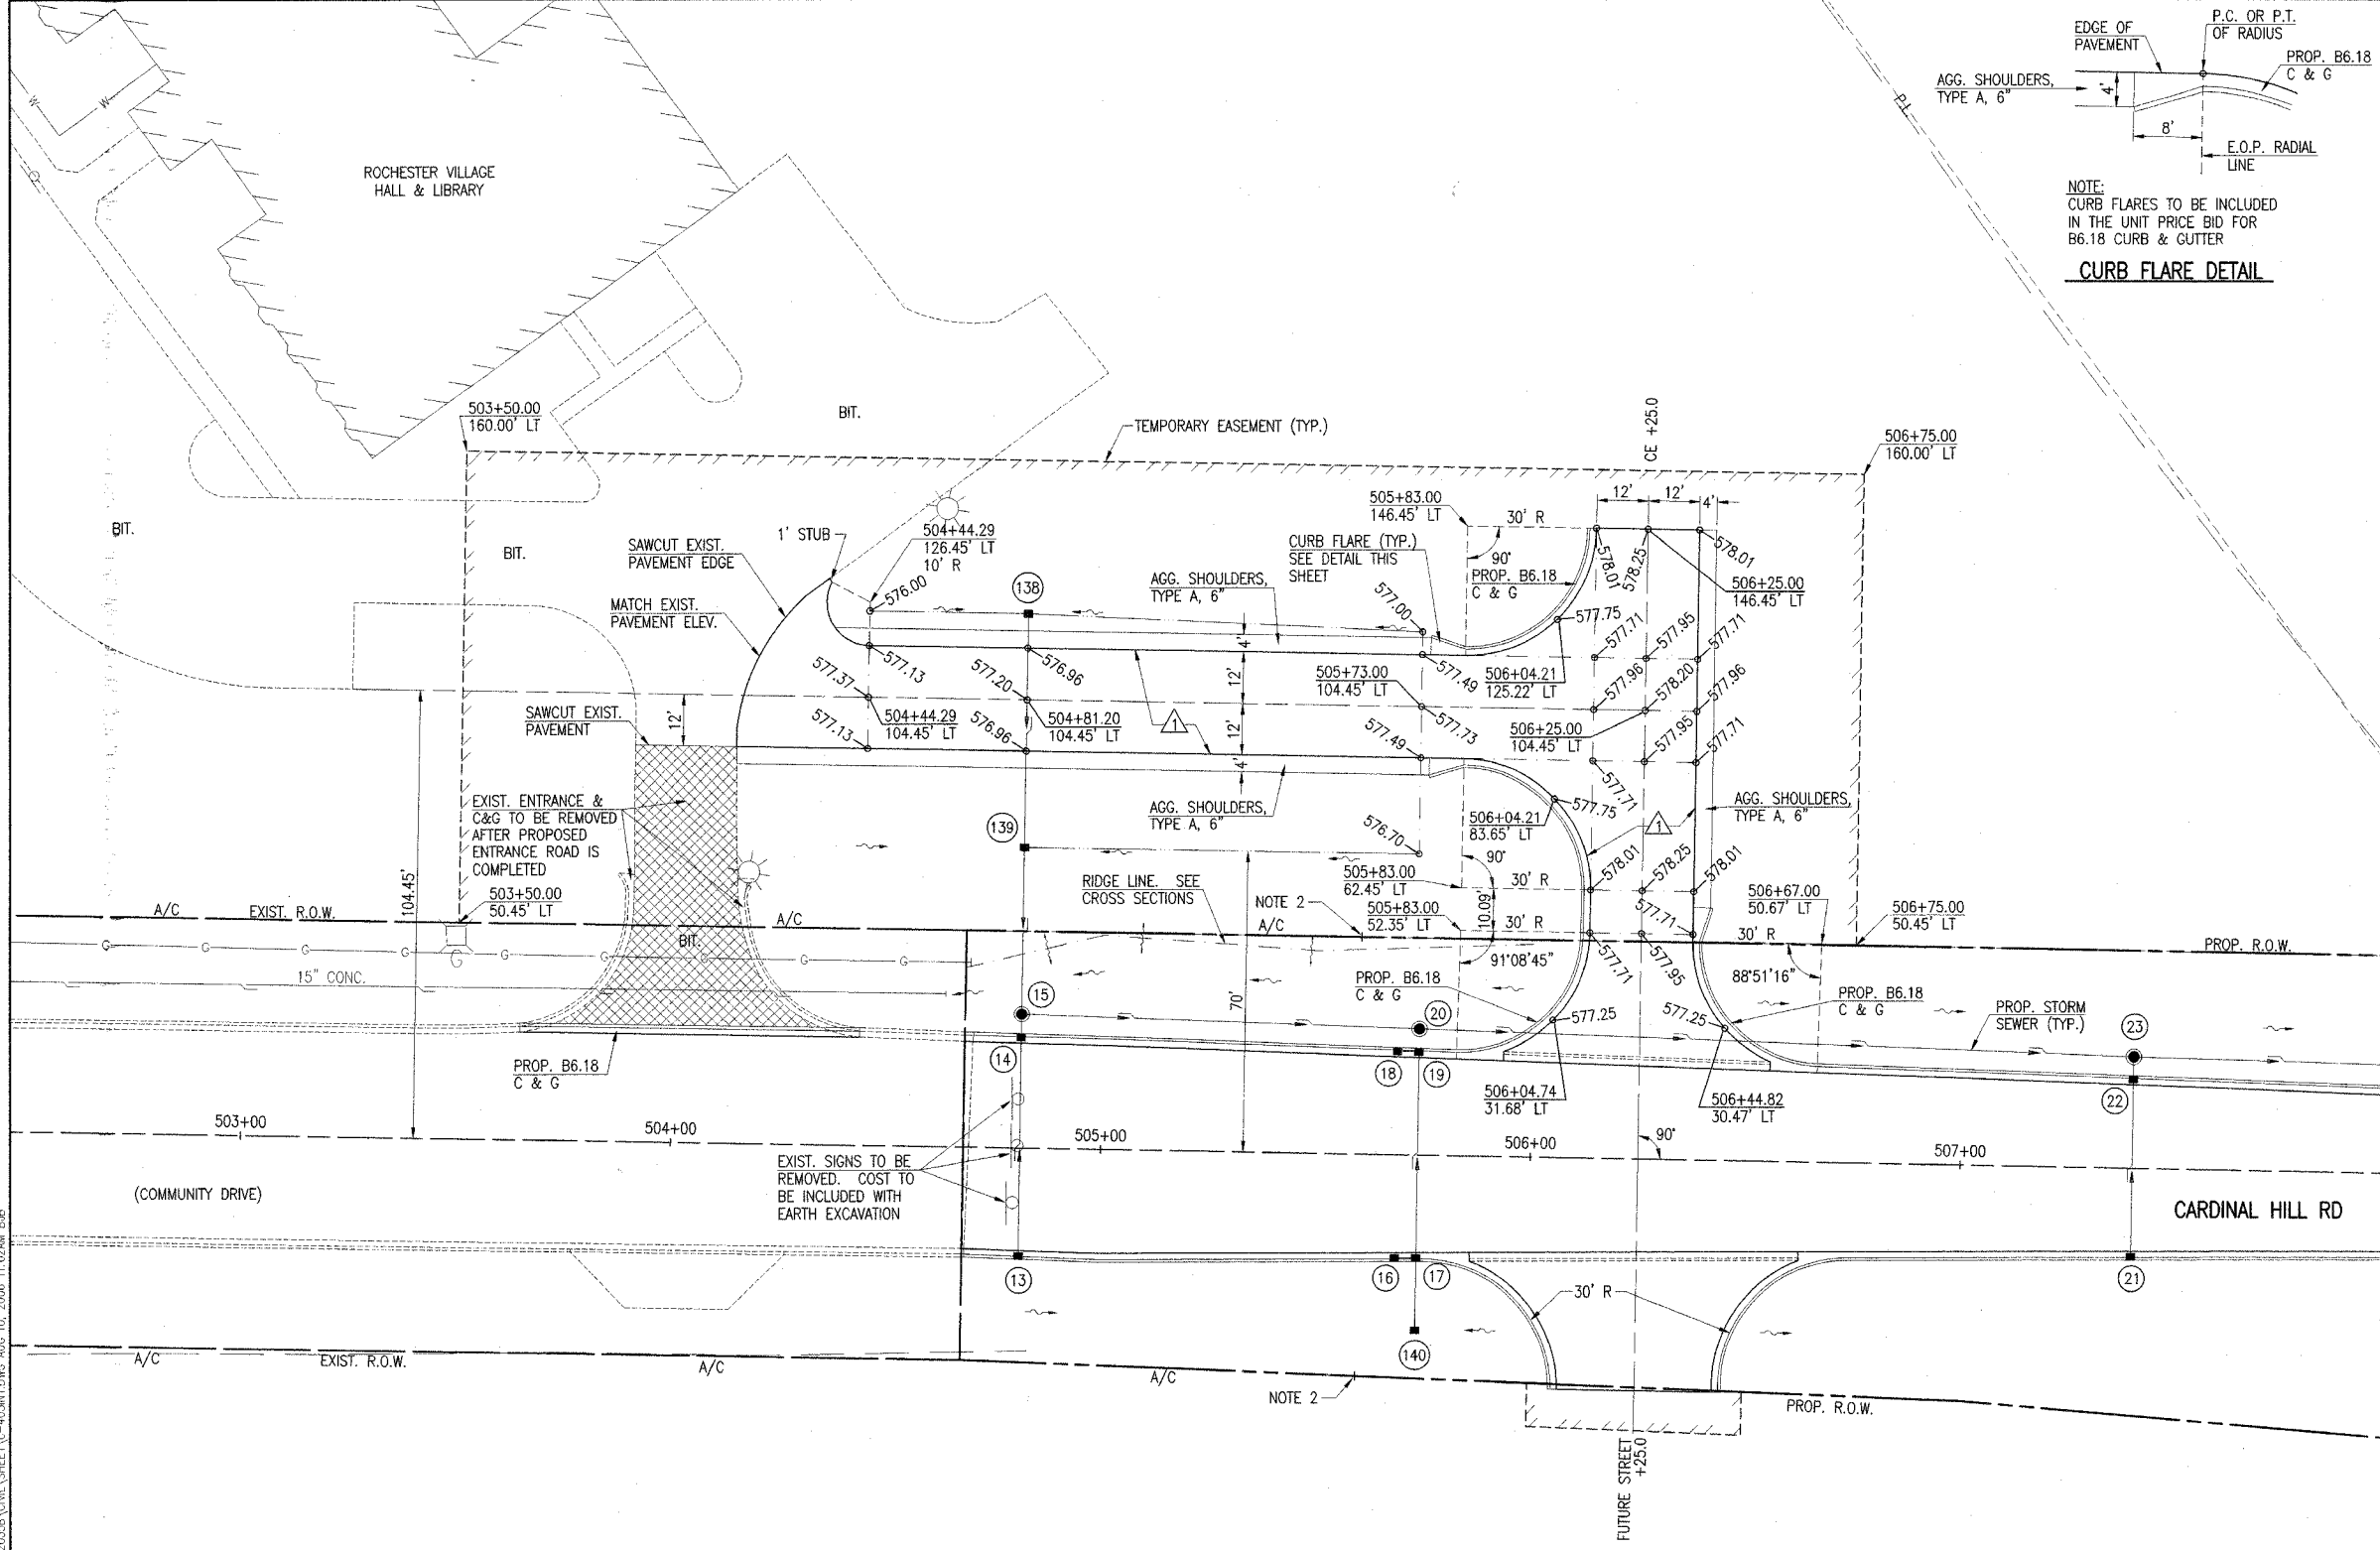 EDGE OF
PAVEMENT
P.C. OR P.T.
OF RADIUS
PROP. B6.18
C & G
AGG. SHOULDERS,
TYPE A, 6"
4'
8'
E.O.P. RADIAL
LINE
NOTE:
CURB FLARES TO BE INCLUDED
IN THE UNIT PRICE BID FOR
B6.18 CURB & GUTTER
CURB FLARE DETAIL
P.L.
W
W
ROCHESTER VILLAGE
HALL & LIBRARY
503+50.00
160.00' LT
BIT.
TEMPORARY EASEMENT (TYP.)
CE +25.0
506+75.00
160.00' LT
BIT.
BIT.
SAWCUT EXIST.
PAVEMENT EDGE
1' STUB
504+44.29
126.45' LT
10' R
576.00
138
MATCH EXIST.
PAVEMENT ELEV.
AGG. SHOULDERS,
TYPE A, 6"
CURB FLARE (TYP.)
SEE DETAIL THIS
SHEET
505+83.00
146.45' LT
30' R
90°
PROP. B6.18
C & G
12'
12'
4'
578.01
578.25
578.01
506+25.00
146.45' LT
577.00
577.75
577.71
577.95
577.71
4'
12'
12'
4'
577.37
577.13
577.20
576.96
577.13
504+44.29
104.45' LT
576.96
504+81.20
104.45' LT
1
505+73.00
104.45' LT
577.49
506+04.21
125.22' LT
577.73
577.49
577.96
578.20
577.96
506+25.00
104.45' LT
577.95
577.71
577.71
SAWCUT EXIST.
PAVEMENT
12'
EXIST. ENTRANCE &
C&G TO BE REMOVED
AFTER PROPOSED
ENTRANCE ROAD IS
COMPLETED
503+50.00
50.45' LT
104.45'
139
AGG. SHOULDERS,
TYPE A, 6"
576.70
506+04.21
83.65' LT
577.75
1
AGG. SHOULDERS,
TYPE A, 6"
90°
505+83.00
62.45' LT
30' R
10.09'
578.01
578.25
578.01
RIDGE LINE. SEE
CROSS SECTIONS
NOTE 2
505+83.00
52.35' LT
30' R
577.71
506+67.00
50.67' LT
506+75.00
50.45' LT
30' R
A/C
EXIST. R.O.W.
A/C
A/C
PROP. R.O.W.
G
G
G
G
G
G
G
G
G
G
BIT.
15" CONC.
91°08'45"
577.71
577.95
88°51'16"
PROP. B6.18
C & G
PROP. B6.18
C & G
PROP. STORM
SEWER (TYP.)
15
20
577.25
577.25
23
70'
14
18
19
22
PROP. B6.18
C & G
506+04.74
31.68' LT
506+44.82
30.47' LT
503+00
504+00
505+00
506+00
90°
507+00
EXIST. SIGNS TO BE
REMOVED. COST TO
BE INCLUDED WITH
EARTH EXCAVATION
(COMMUNITY DRIVE)
CARDINAL HILL RD
13
16
17
21
30' R
140
A/C
EXIST. R.O.W.
A/C
A/C
NOTE 2
PROP. R.O.W.
FUTURE STREET
+25.0